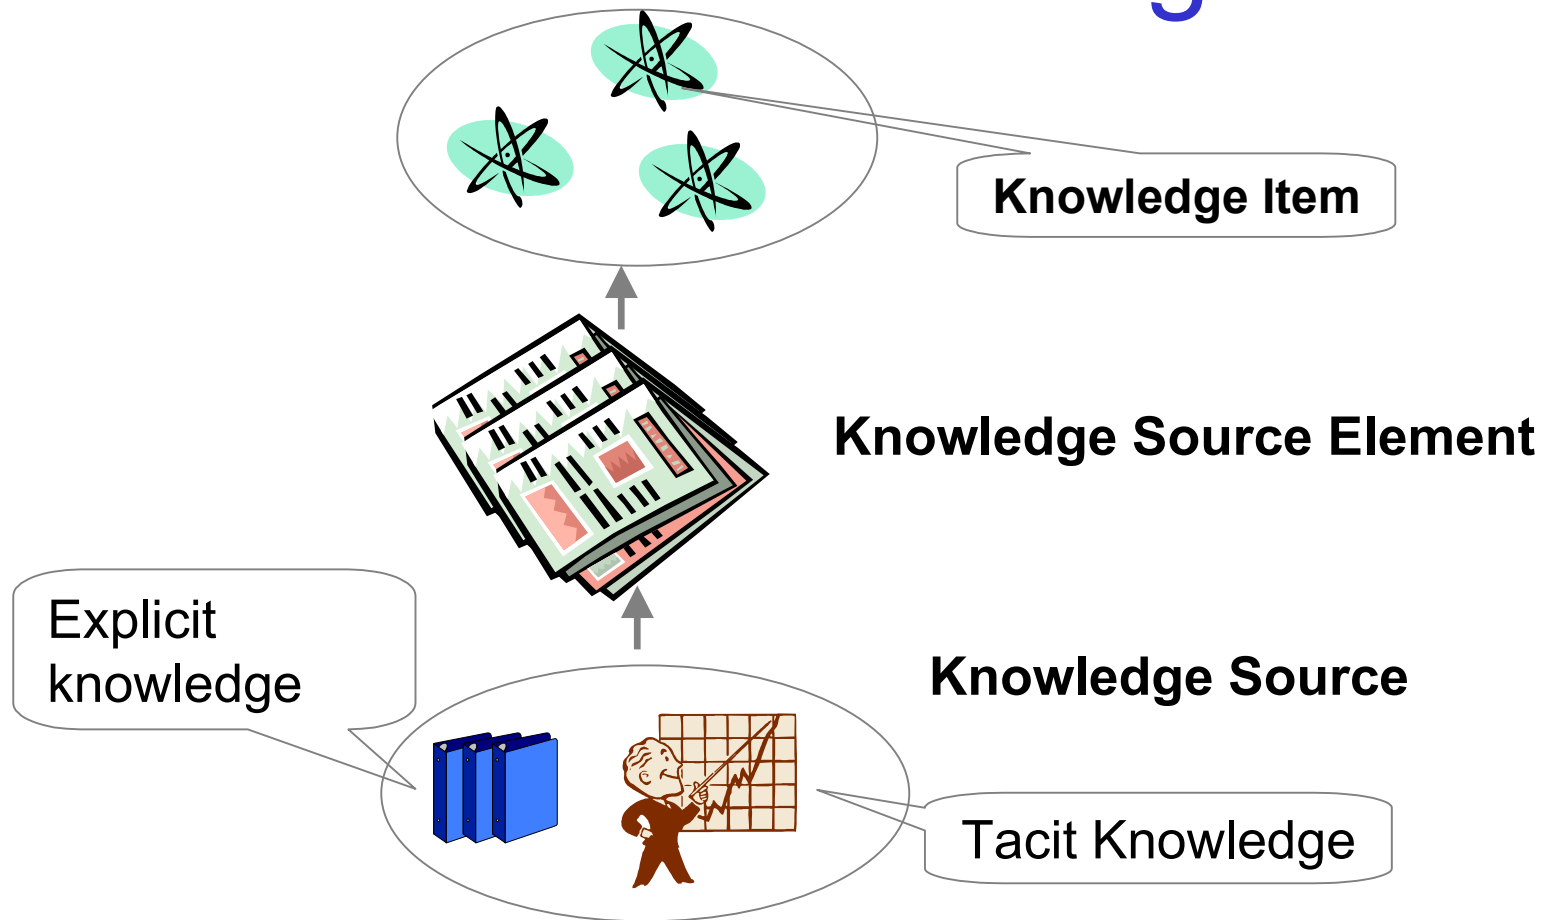 Knowledge Item
Knowledge Source Element
Explicit
knowledge
Knowledge Source
Tacit Knowledge